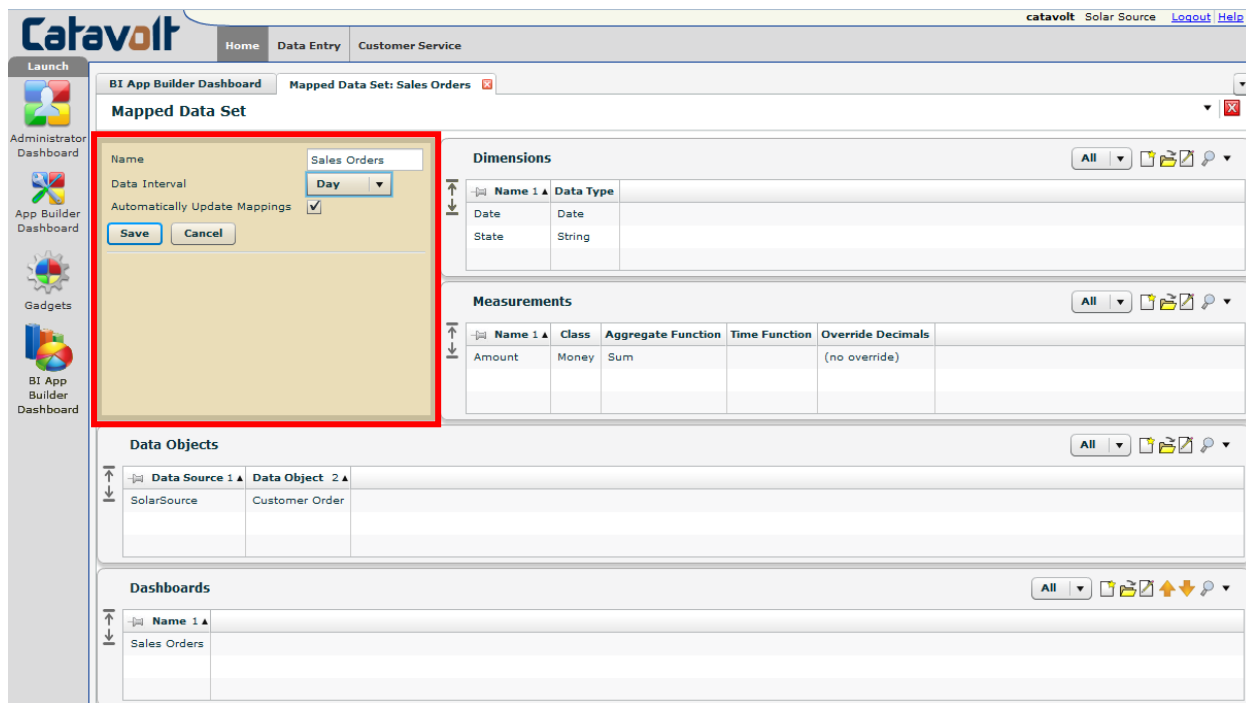 catavolt Solar Source Logout Help
Catavolt
Home Data Entry Customer Service
Launch
BI App Builder Dashboard Mapped Data Set: Sales Orders
Mapped Data Set
Administrator
Dashboard
App Builder
Dashboard
Gadgets
BI App
Builder
Dashboard
Name Sales Orders
Data Interval Day
Automatically Update Mappings
Save Cancel
Dimensions All
Name 1 Data Type
Date Date
State String
Measurements All
Name 1 Class Aggregate Function Time Function Override Decimals
Amount Money Sum (no override)
Data Objects All
Data Source 1 Data Object 2
SolarSource Customer Order
Dashboards All
Name 1
Sales Orders